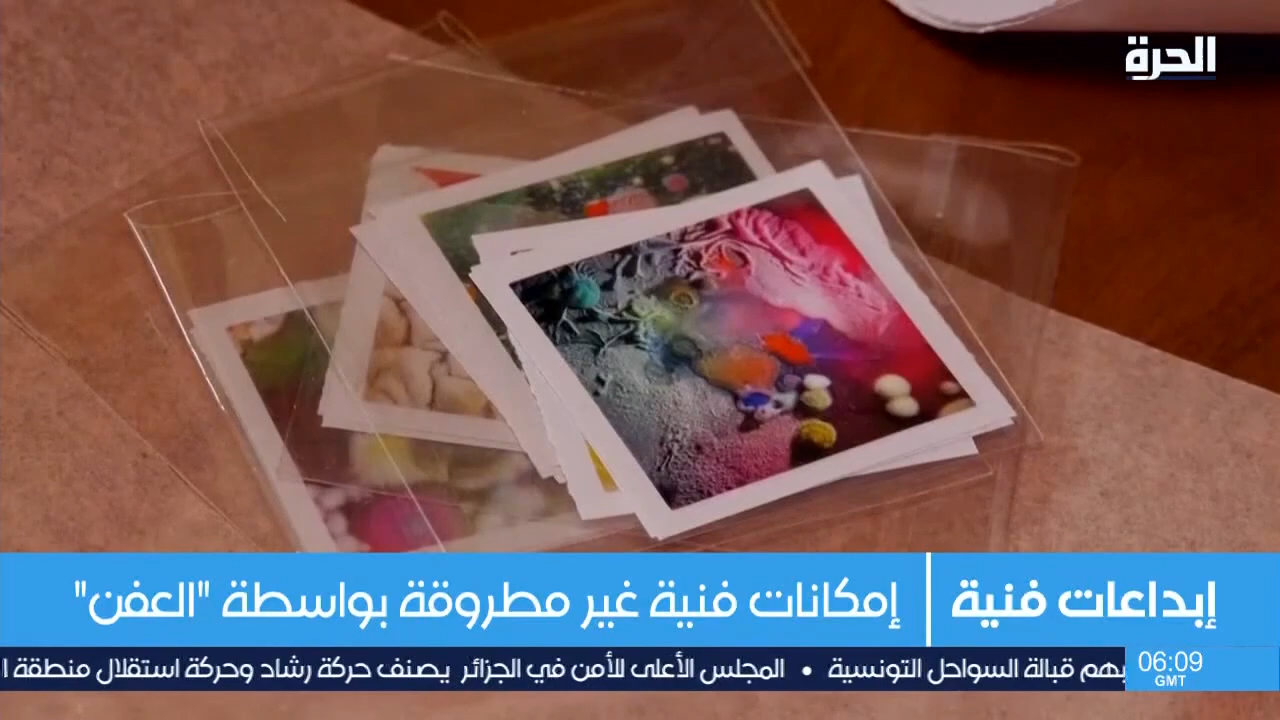 الحرة
إبداعات فنية
إمكانات فنية غير مطروقة بواسطة "العفن"
قبالة السواحل التونسية • المجلس الأعلى للأمن في الجزائر يصنف حركة رشاد وحركة استقلال منطقة
06:09
GMT